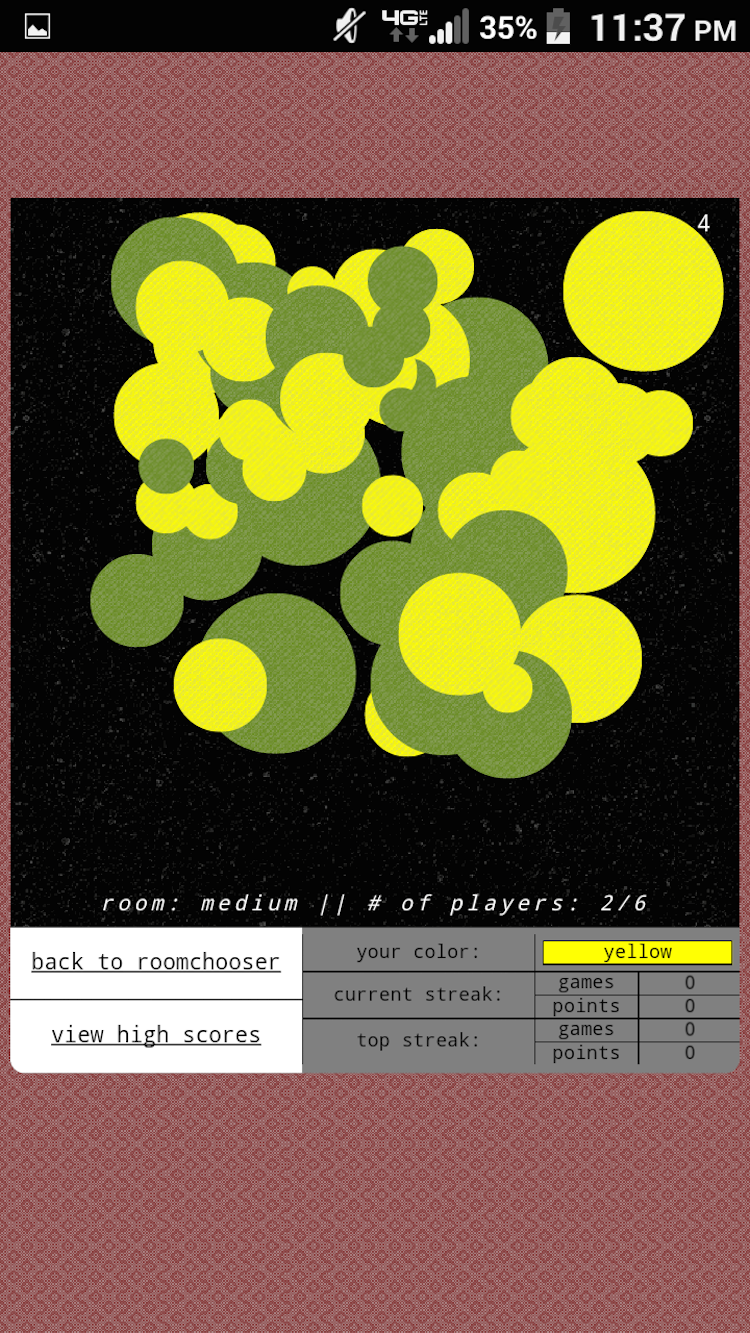 4G LTE 35% 11:37 PM
4
room: medium || # of players: 2/6
back to roomchooser
view high scores
your color: yellow
current streak: games 0
points 0
top streak: games 0
points 0